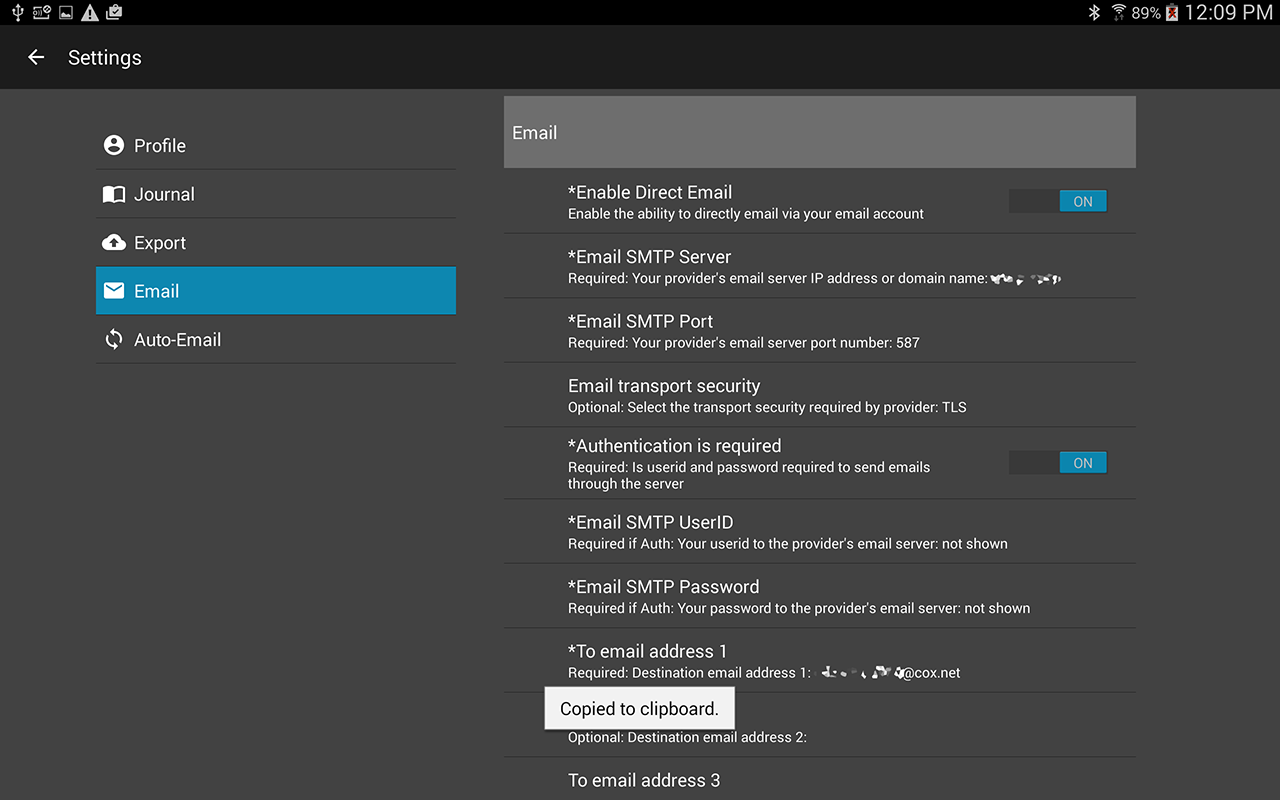 89% 12:09 PM
Settings
Profile
Journal
Export
Email
Auto-Email
Email
*Enable Direct Email
Enable the ability to directly email via your email account
ON
*Email SMTP Server
Required: Your provider's email server IP address or domain name:
*Email SMTP Port
Required: Your provider's email server port number: 587
Email transport security
Optional: Select the transport security required by provider: TLS
*Authentication is required
Required: Is userid and password required to send emails
through the server
ON
*Email SMTP UserID
Required if Auth: Your userid to the provider's email server: not shown
*Email SMTP Password
Required if Auth: Your password to the provider's email server: not shown
*To email address 1
Required: Destination email address 1: @cox.net
Copied to clipboard.
Optional: Destination email address 2:
To email address 3